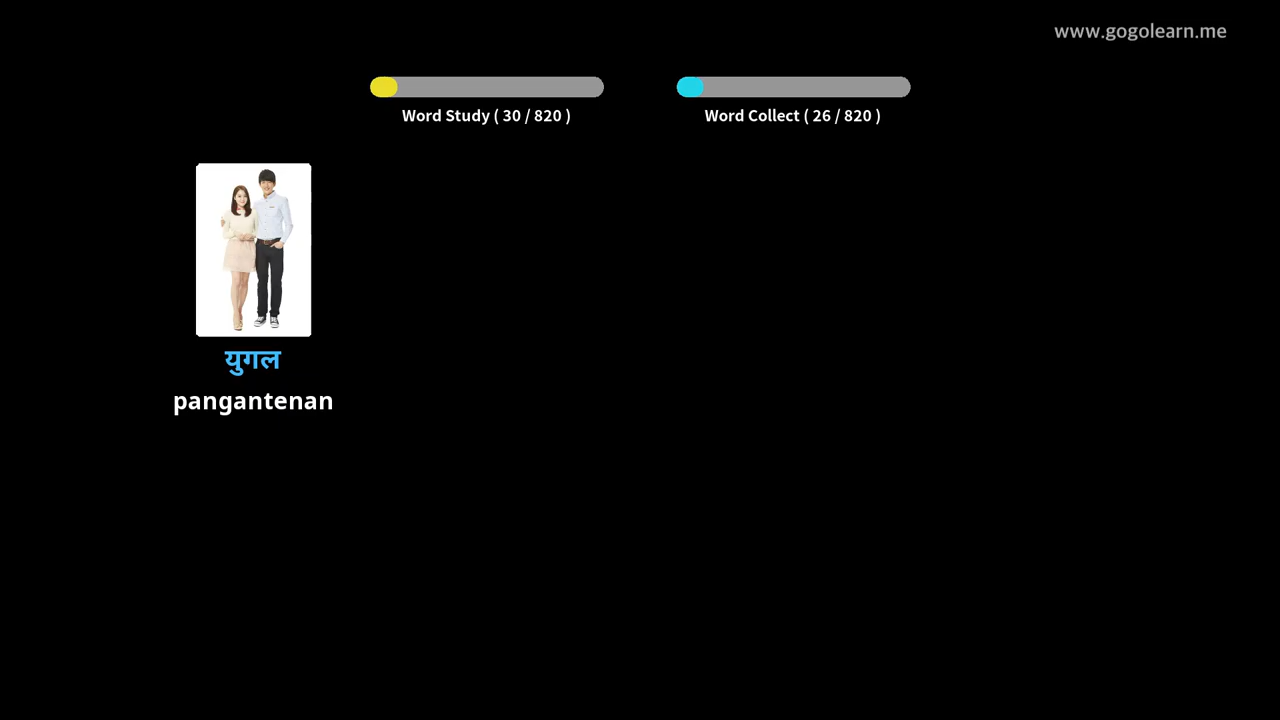 www.gogolearn.me
Word Study ( 30 / 820 )
Word Collect ( 26 / 820 )
युगल
pangantenan